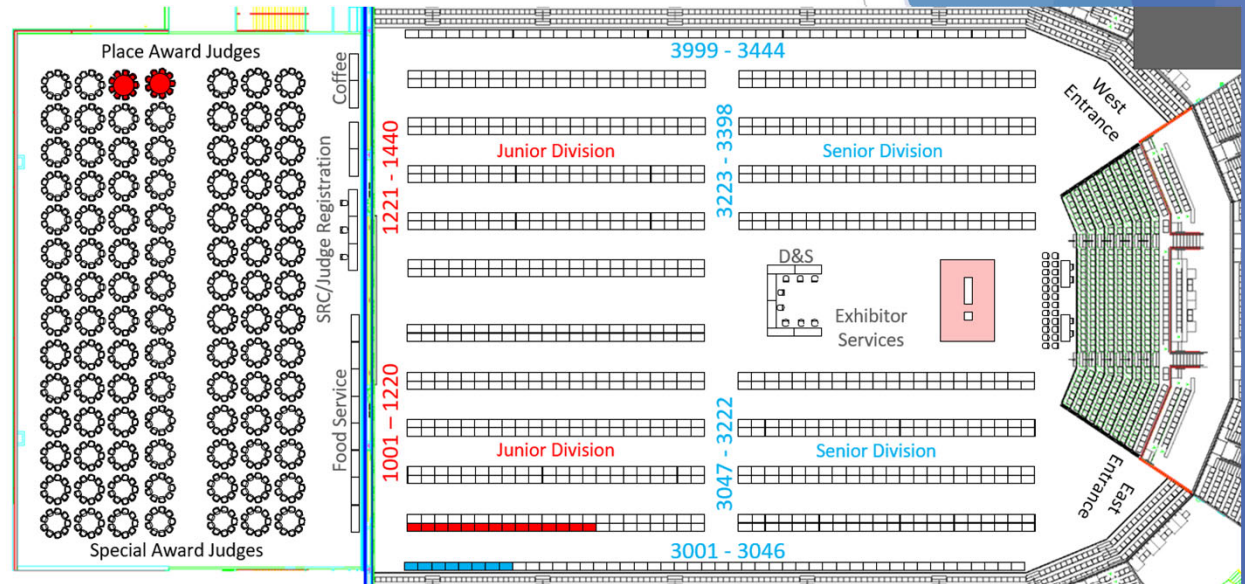 Place Award Judges
Special Award Judges
Coffee
SRC/Judge Registration
Food Service
1221 - 1440
1001 – 1220
3999 - 3444
Junior Division
3223 - 3398
Senior Division
West
Entrance
D&S
Exhibitor
Services
Junior Division
3047 - 3222
Senior Division
East
Entrance
3001 - 3046